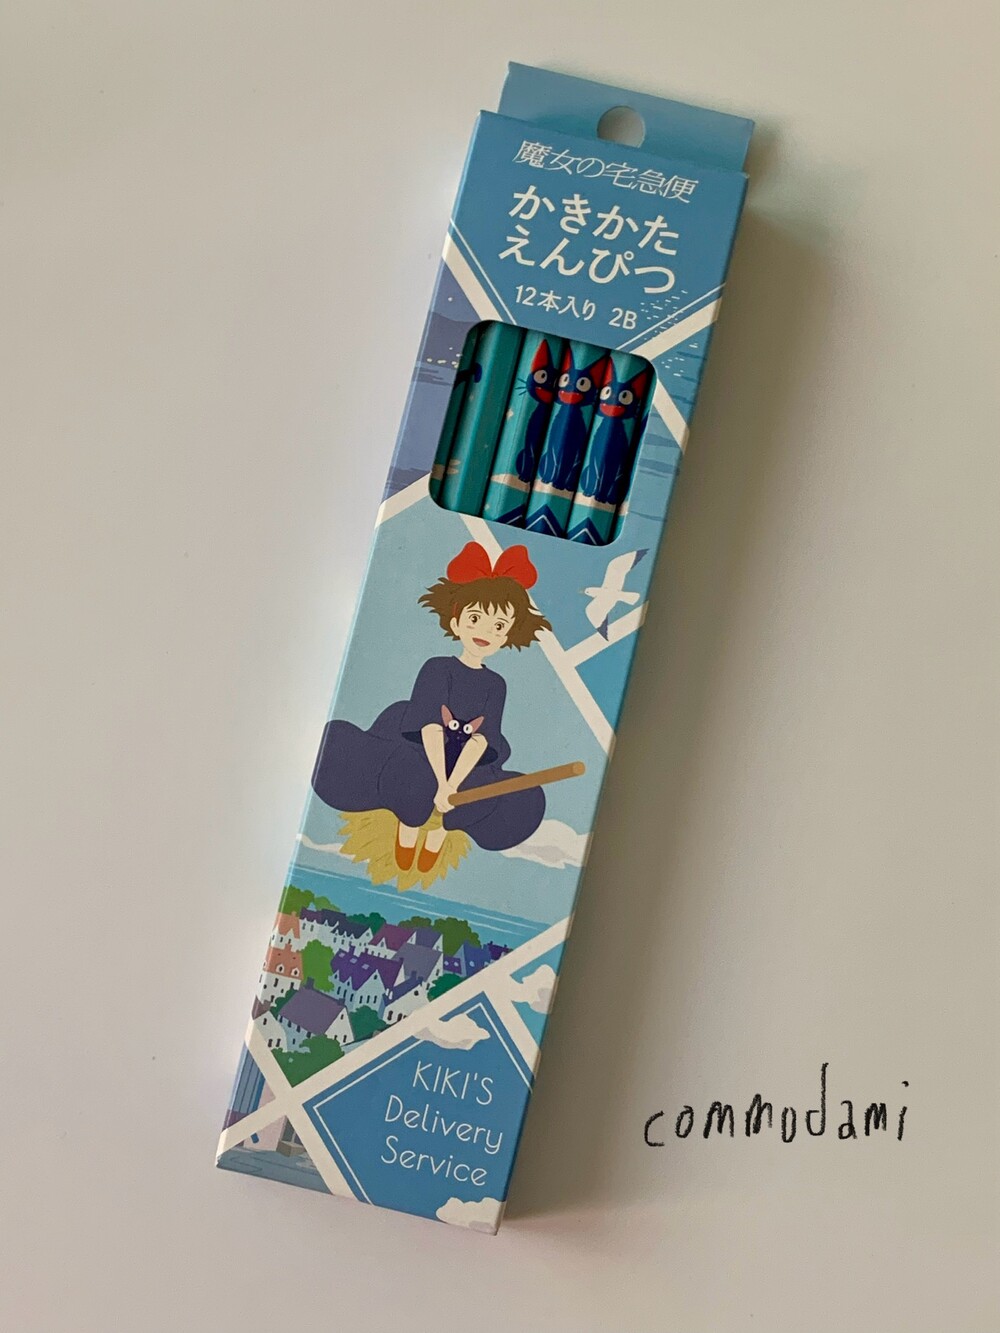 魔女の宅急便
かきかた
えんぴつ
12本入り 2B
KIKI'S
Delivery
Service
commodami